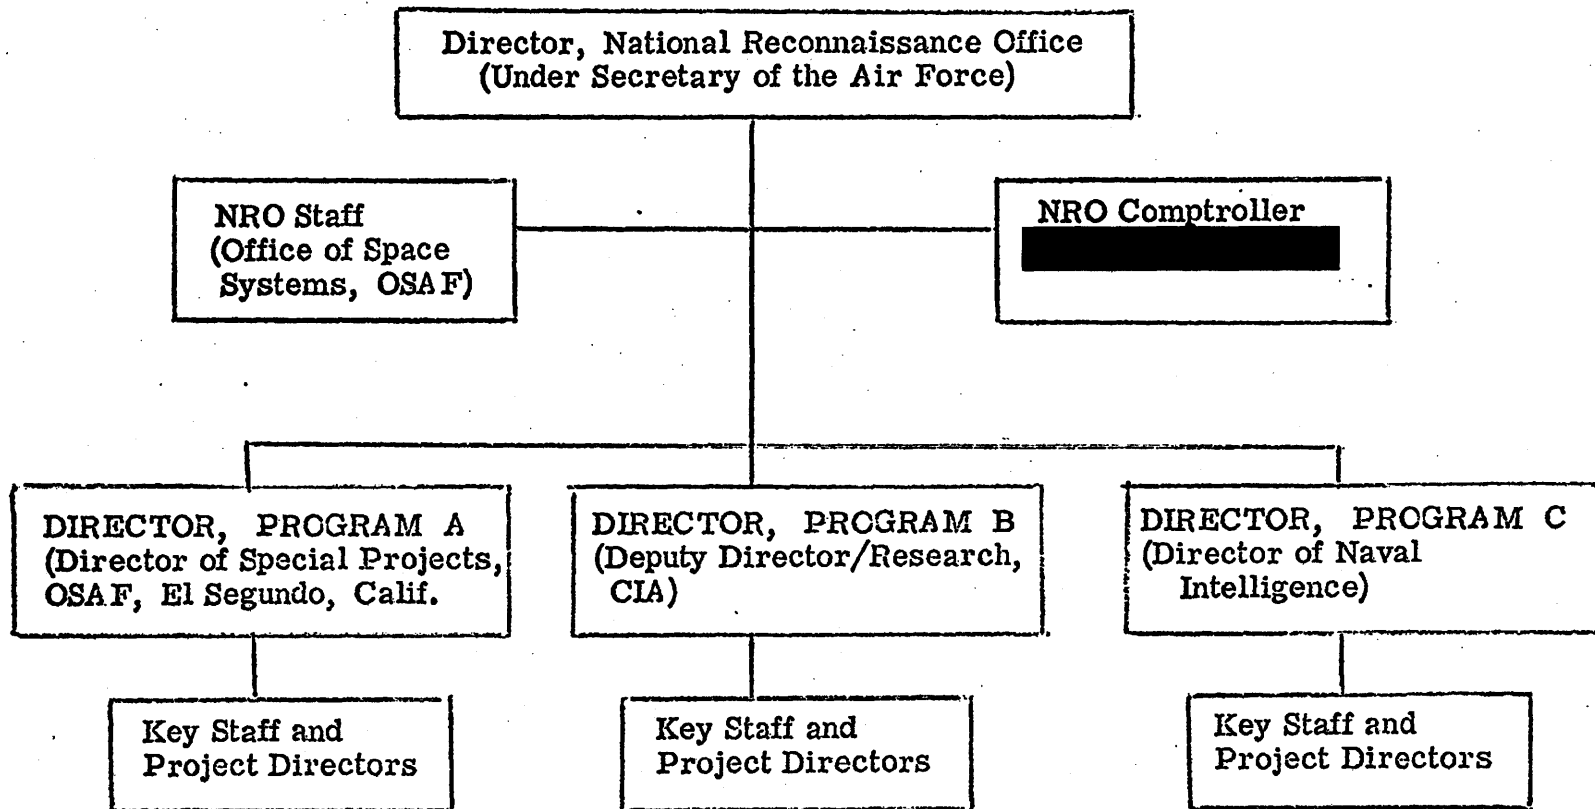 Director, National Reconnaissance Office
(Under Secretary of the Air Force)
NRO Staff
(Office of Space
Systems, OSAF)
NRO Comptroller
DIRECTOR, PROGRAM A
(Director of Special Projects,
OSAF, El Segundo, Calif.
DIRECTOR, PROGRAM B
(Deputy Director/Research,
CIA)
DIRECTOR, PROGRAM C
(Director of Naval
Intelligence)
Key Staff and
Project Directors
Key Staff and
Project Directors
Key Staff and
Project Directors